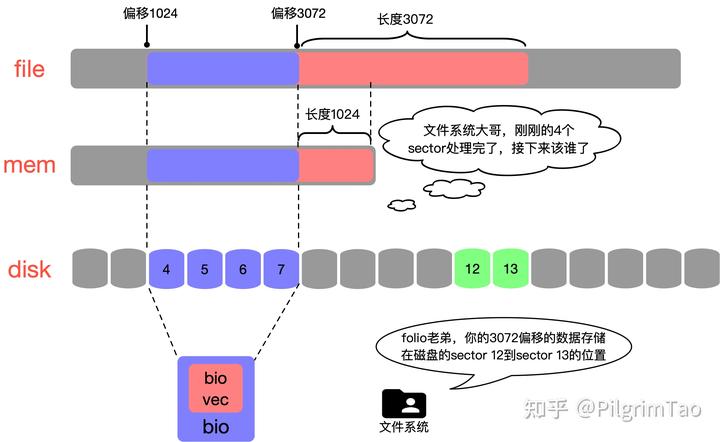 偏移1024
偏移3072
长度3072
file
长度1024
mem
文件系统大哥，刚刚的4个
sector处理完了，接下来该谁了
disk
4 5 6 7 12 13
folio老弟，你的3072偏移的数据存储
在磁盘的sector 12到sector 13的位置
bio
vec
bio
文件系统
知乎 @PilgrimTao